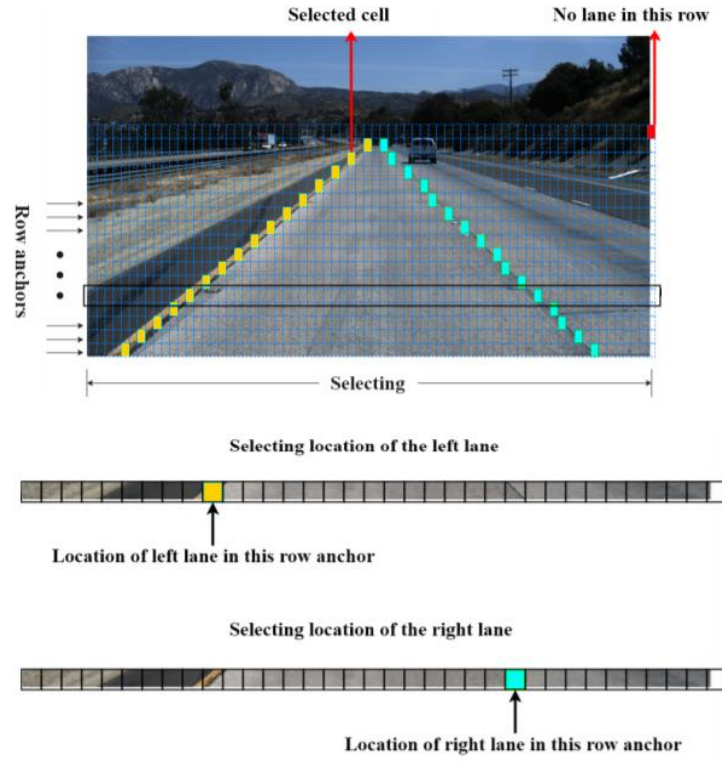 Selected cell
No lane in this row
Row anchors
Selecting
Selecting location of the left lane
Location of left lane in this row anchor
Selecting location of the right lane
Location of right lane in this row anchor